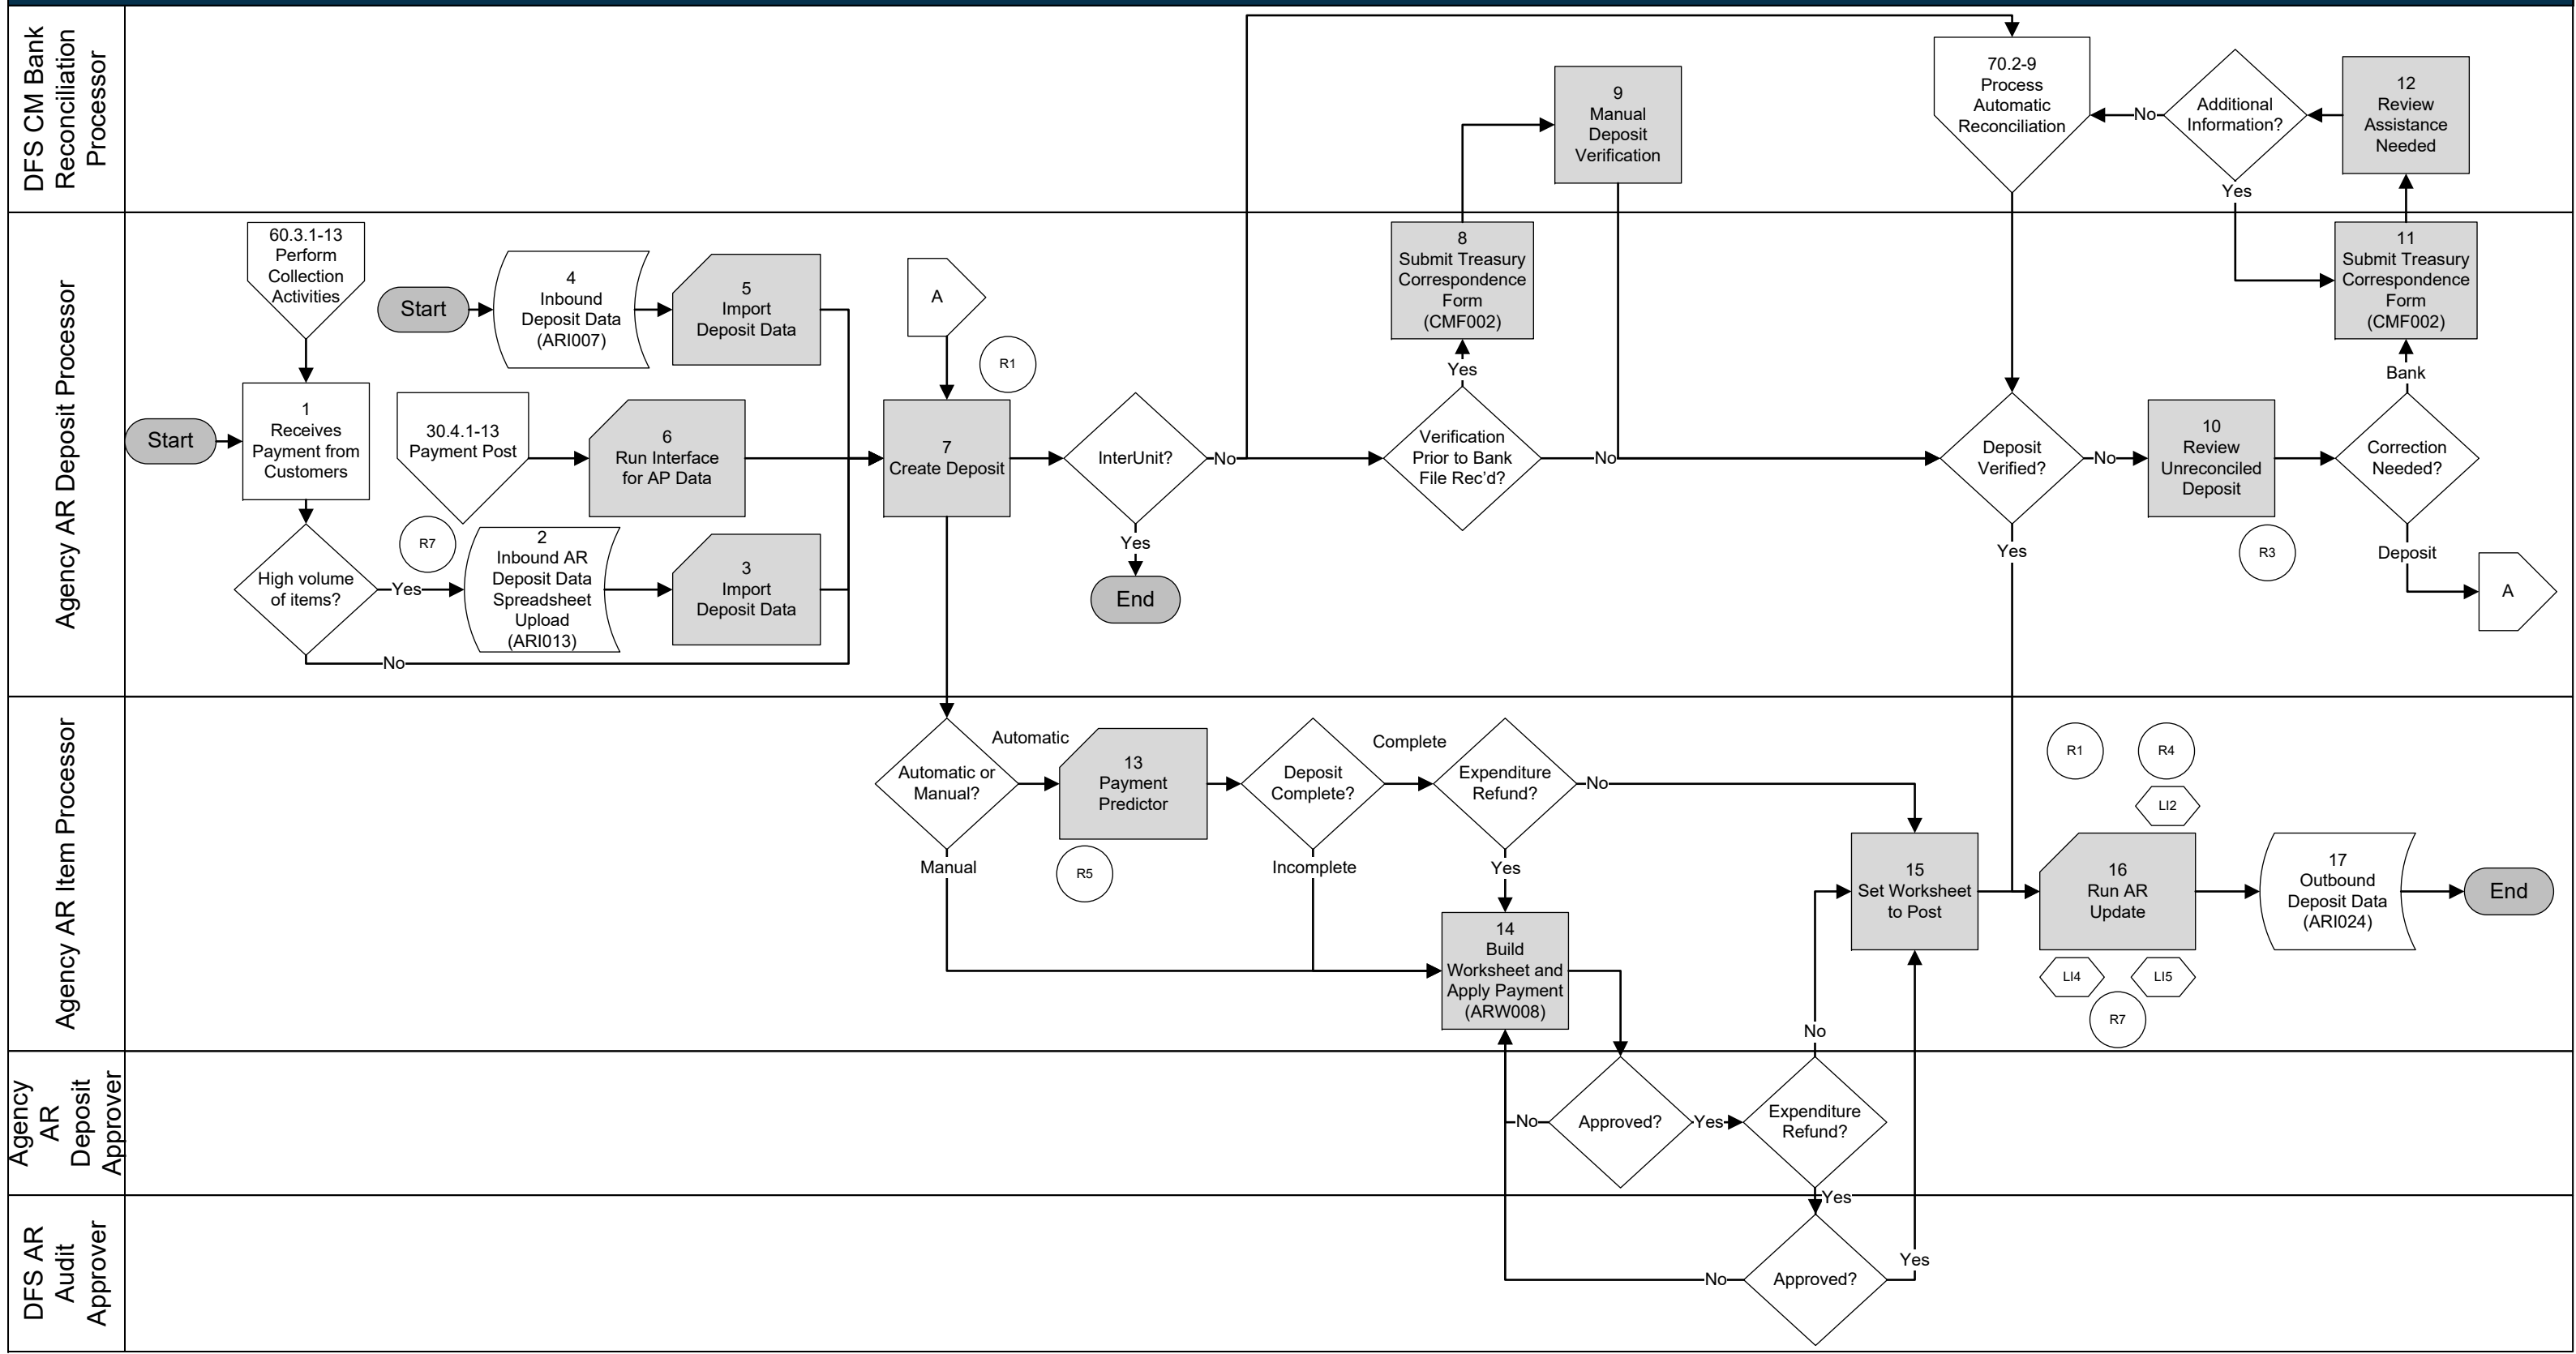 DFS CM Bank
Reconciliation
Processor
9
Manual
Deposit
Verification
70.2-9
Process
Automatic
Reconciliation
No
Additional
Information?
Yes
12
Review
Assistance
Needed
Agency AR Deposit Processor
60.3.1-13
Perform
Collection
Activities
Start
4
Inbound
Deposit Data
(ARI007)
5
Import
Deposit Data
A
R1
8
Submit Treasury
Correspondence
Form
(CMF002)
Yes
11
Submit Treasury
Correspondence
Form
(CMF002)
Bank
Start
1
Receives
Payment from
Customers
30.4.1-13
Payment Post
6
Run Interface
for AP Data
7
Create Deposit
InterUnit?
No
Yes
End
Verification
Prior to Bank
File Rec’d?
No
Deposit
Verified?
No
Yes
10
Review
Unreconciled
Deposit
R3
Correction
Needed?
Deposit
A
High volume
of items?
Yes
No
R7
2
Inbound AR
Deposit Data
Spreadsheet
Upload
(ARI013)
3
Import
Deposit Data
Agency AR Item Processor
Automatic or
Manual?
Automatic
Manual
13
Payment
Predictor
R5
Deposit
Complete?
Complete
Incomplete
Expenditure
Refund?
No
Yes
14
Build
Worksheet and
Apply Payment
(ARW008)
15
Set Worksheet
to Post
No
R1
R4
LI2
16
Run AR
Update
LI4
LI5
R7
17
Outbound
Deposit Data
(ARI024)
End
Agency
AR
Deposit
Approver
No
Approved?
Yes
Expenditure
Refund?
Yes
DFS AR
Audit
Approver
No
Approved?
Yes